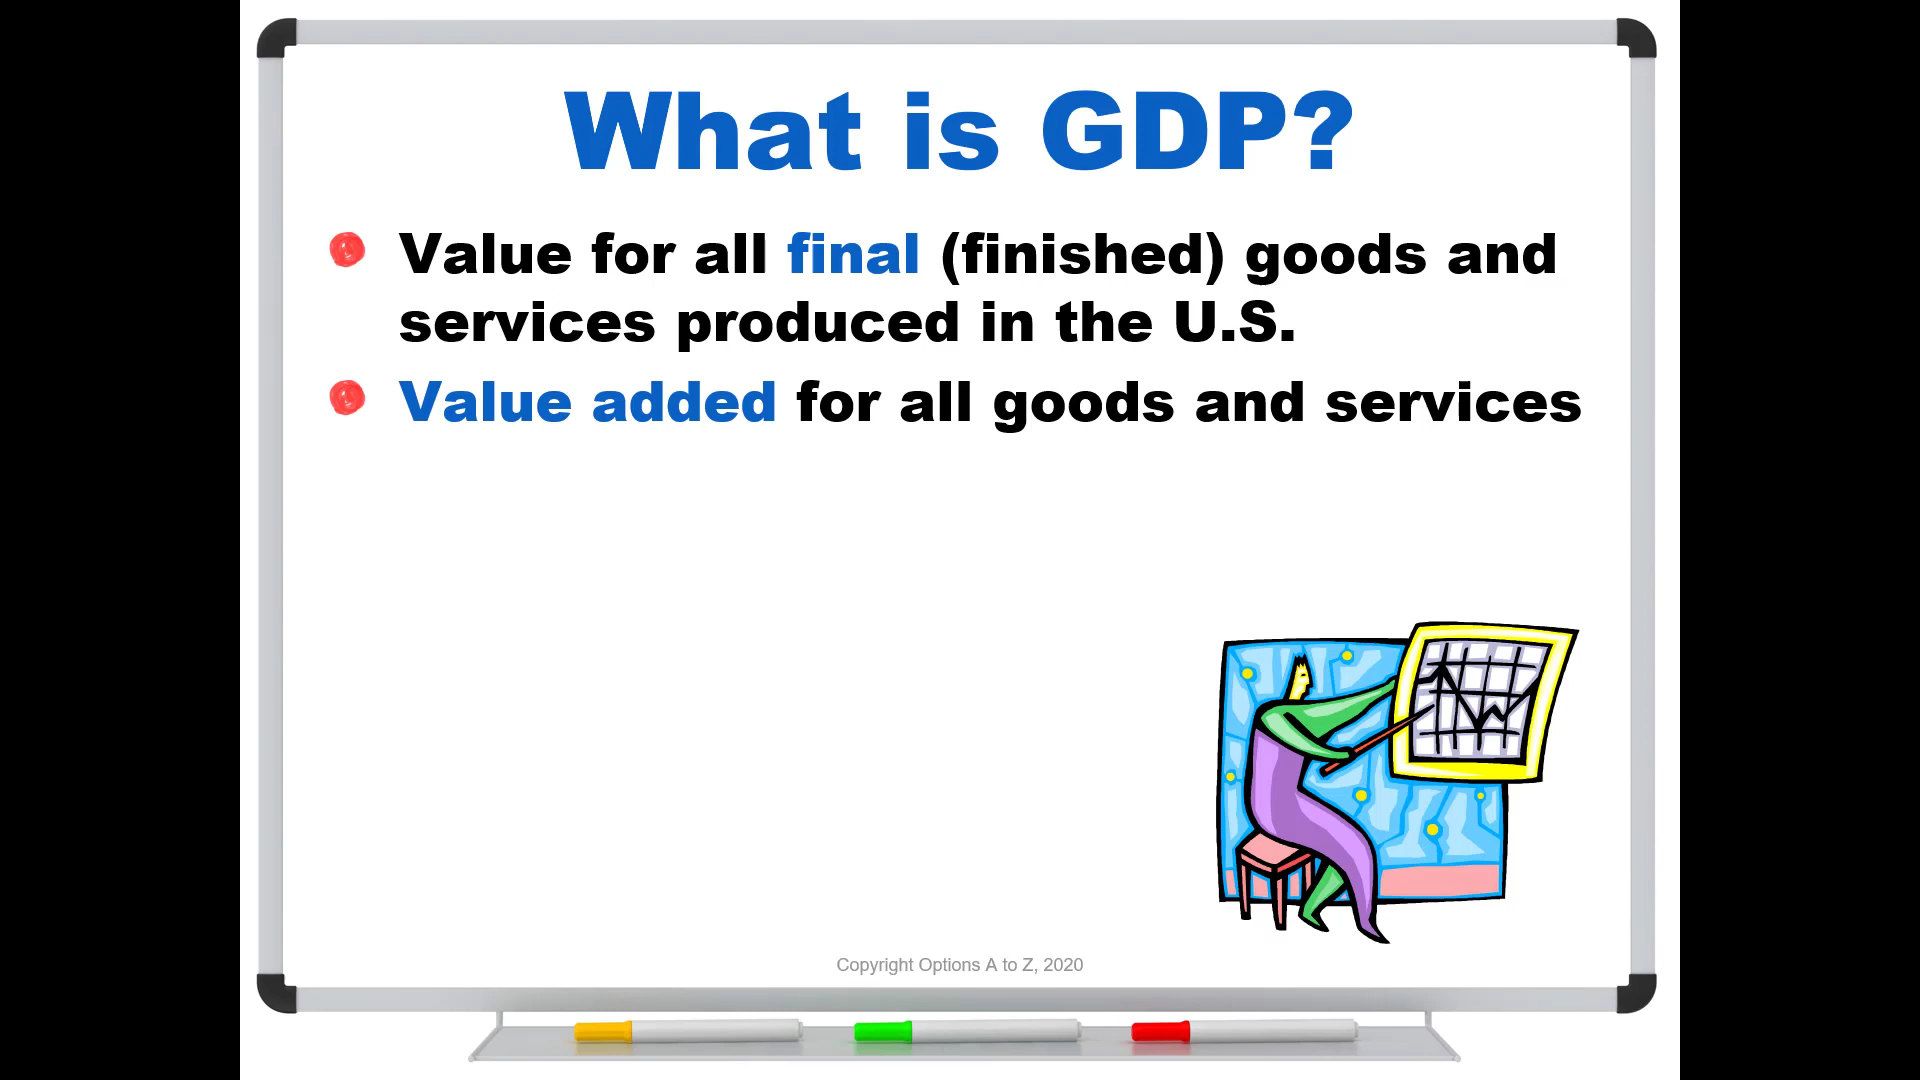 What is GDP?
Value for all final (finished) goods and
services produced in the U.S.
Value added for all goods and services
Copyright Options A to Z, 2020